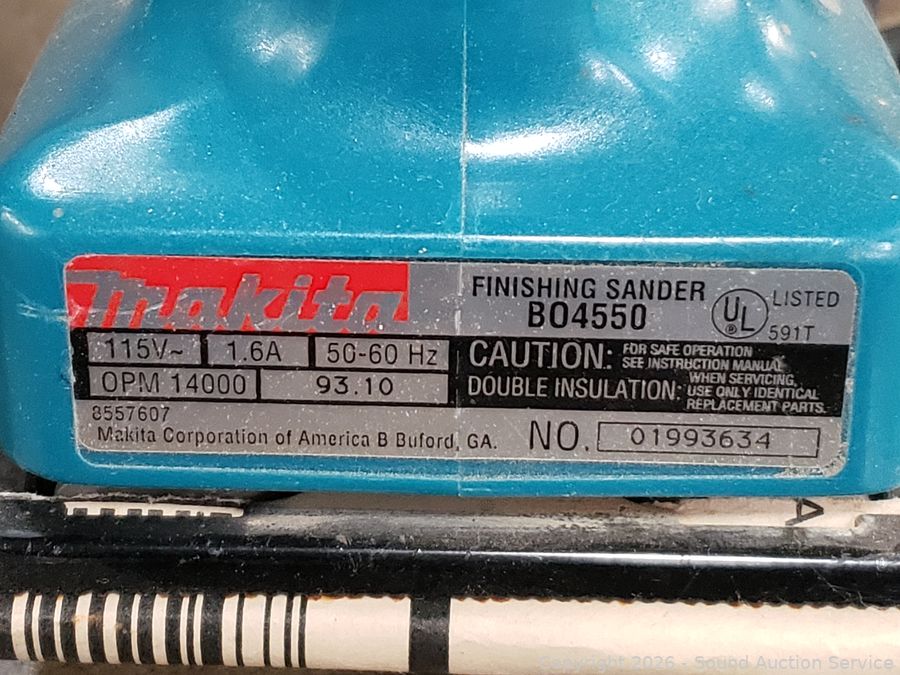 Makita
FINISHING SANDER
BO4550
UL ® LISTED
591T
115V~ 1.6A 50-60 Hz
OPM 14000 93.10
CAUTION: FOR SAFE OPERATION
SEE INSTRUCTION MANUAL
DOUBLE INSULATION: WHEN SERVICING,
USE ONLY IDENTICAL
REPLACEMENT PARTS.
8557607
Makita Corporation of America B Buford, GA.
NO. 01993634
A
Copyright 2026 - Sound Auction Service